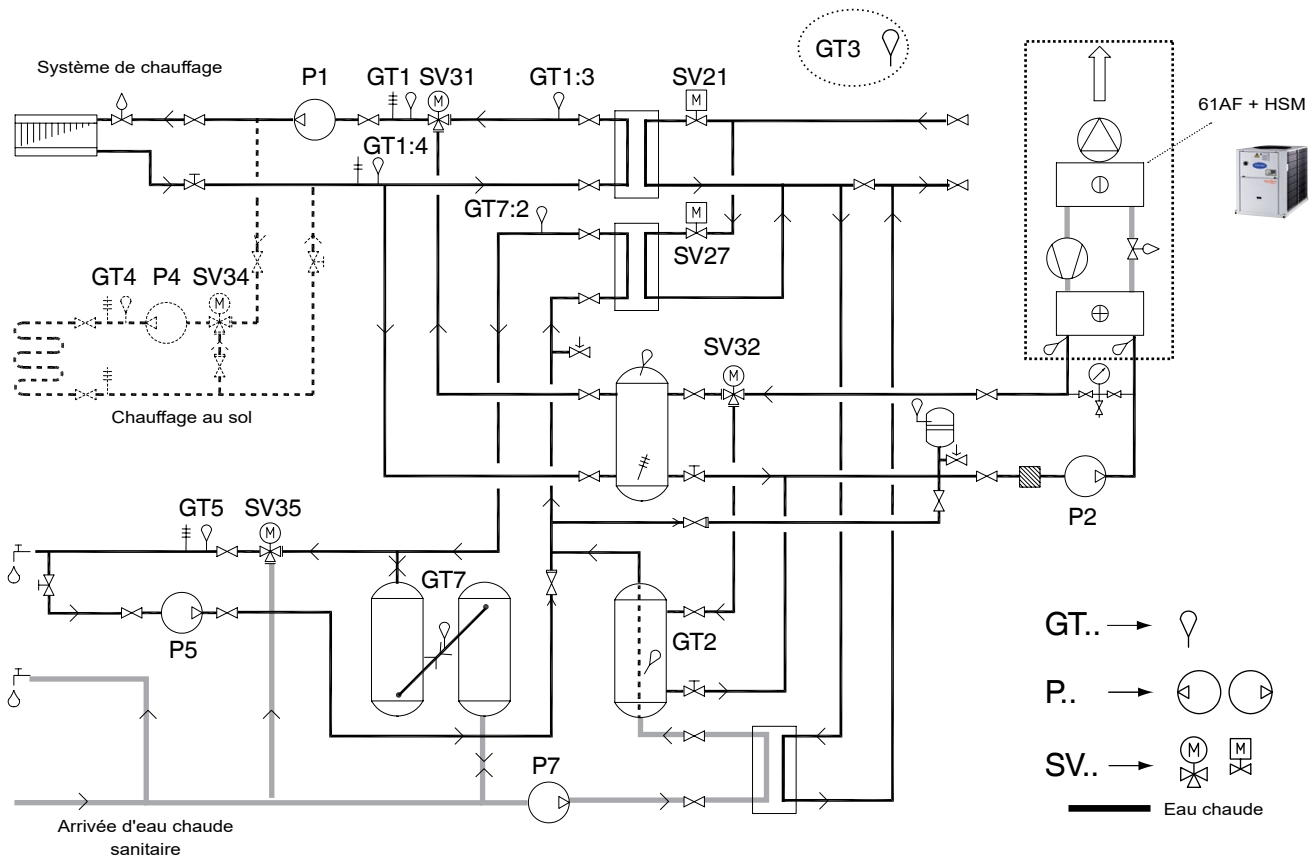 GT3
Système de chauffage
P1
GT1
SV31
GT1:3
SV21
M
M
61AF + HSM
GT1:4
GT7:2
M
SV27
GT4
P4
SV34
M
SV32
M
Chauffage au sol
P2
GT5
SV35
M
GT7
GT2
P5
P7
GT..
P..
SV..
M
M
Eau chaude
Arrivée d'eau chaude
sanitaire